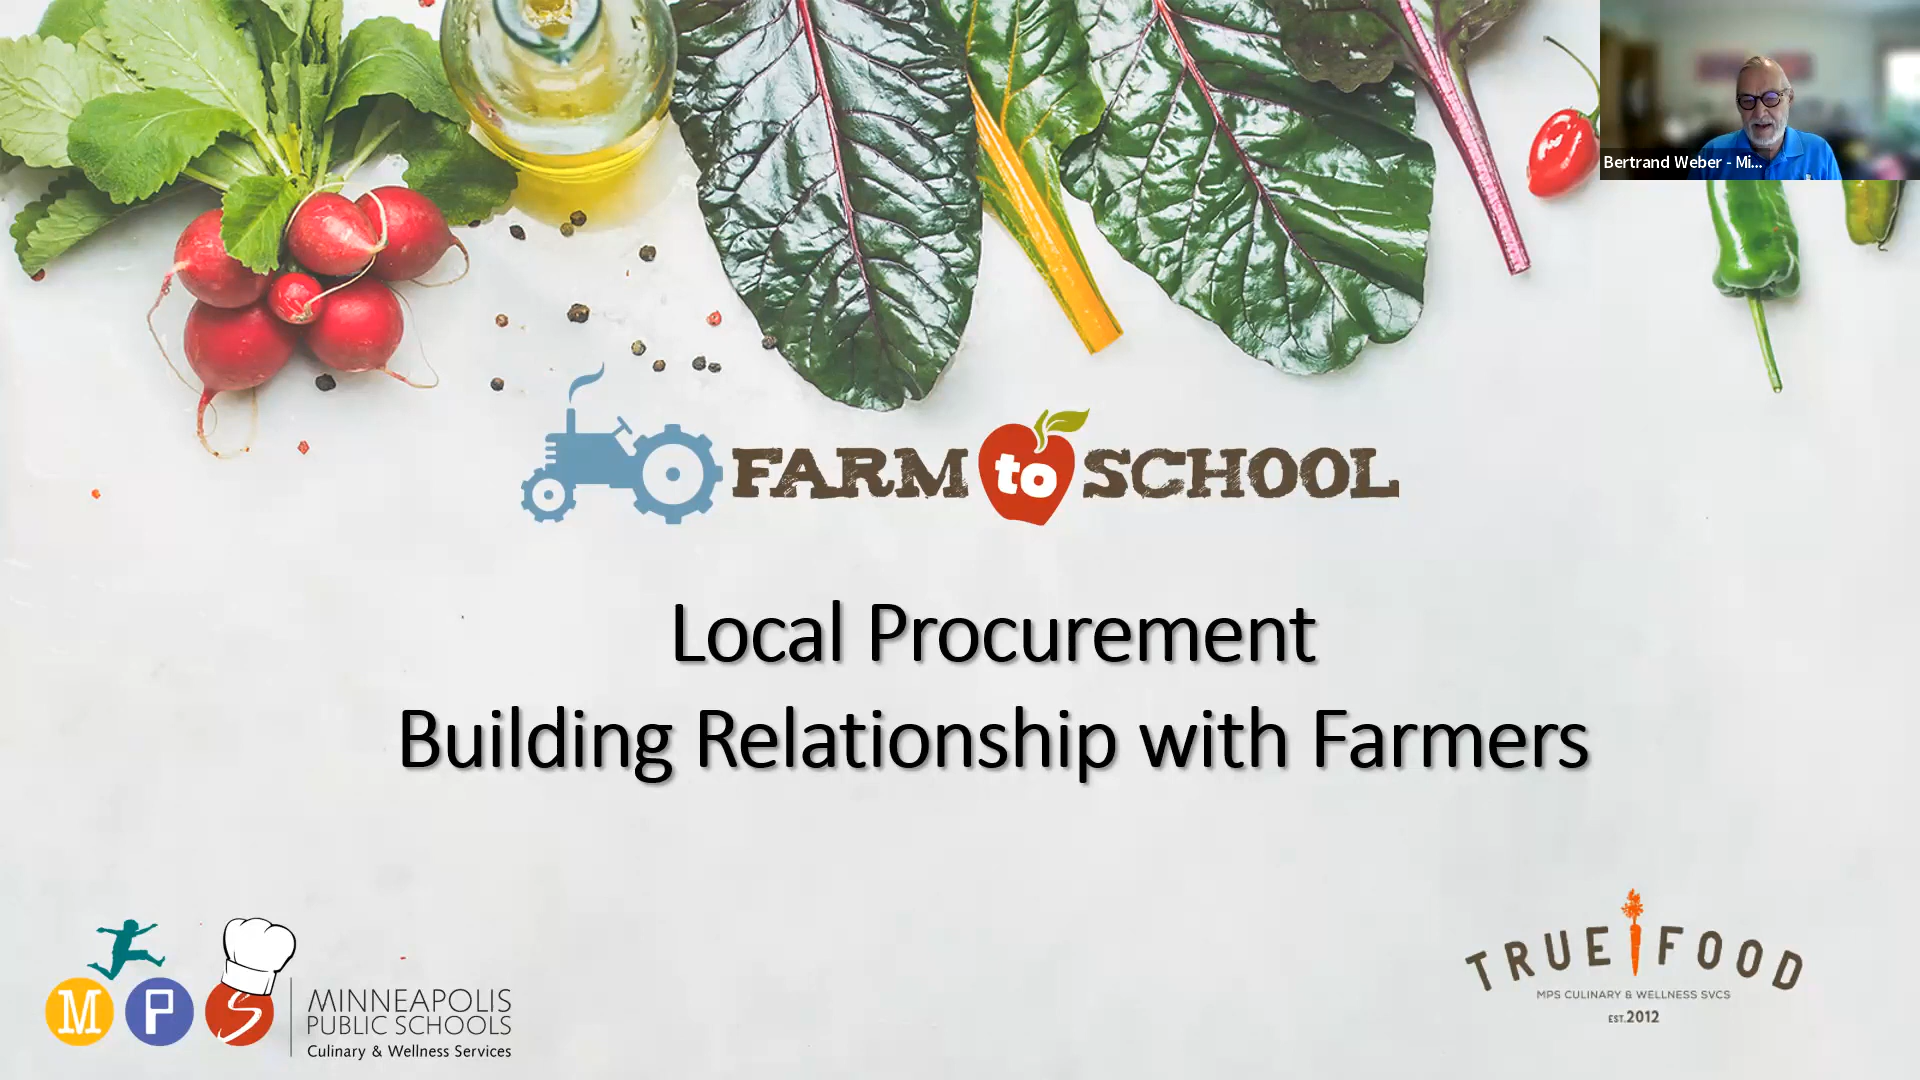 Bertrand Weber - Mi...
FARM to SCHOOL
Local Procurement
Building Relationship with Farmers
MPS
MINNEAPOLIS
PUBLIC SCHOOLS
Culinary & Wellness Services
TRUE FOOD
MPS CULINARY & WELLNESS SVCS
EST.2012